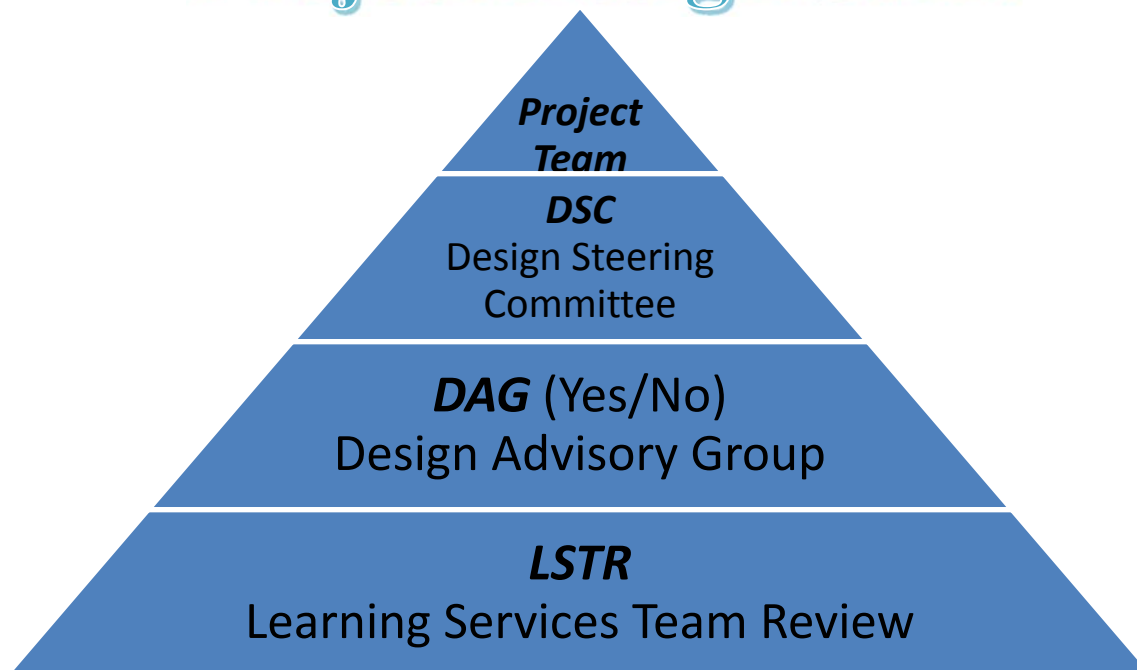 Project
Team
DSC
Design Steering
Committee
DAG (Yes/No)
Design Advisory Group
LSTR
Learning Services Team Review